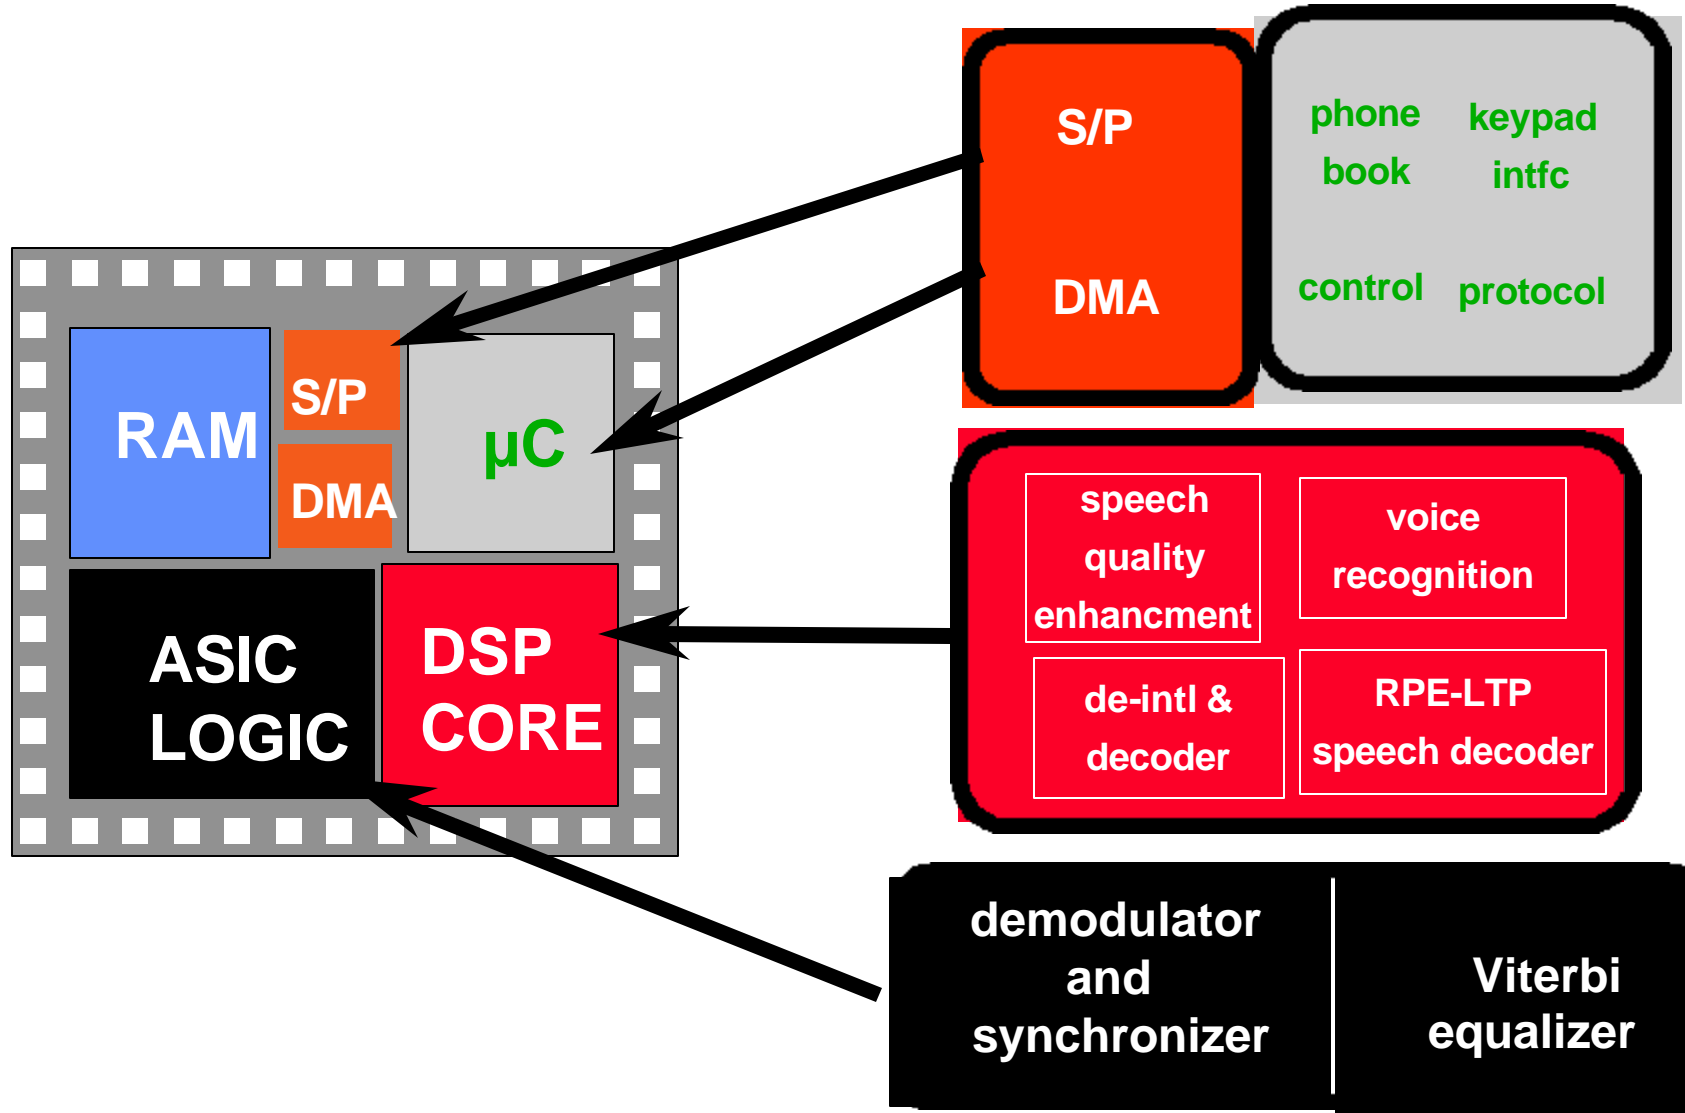 S/P
DMA
phone
book
keypad
intfc
control
protocol
RAM
S/P
DMA
µC
ASIC
LOGIC
DSP
CORE
speech
quality
enhancment
voice
recognition
de-intl &
decoder
RPE-LTP
speech decoder
demodulator
and
synchronizer
Viterbi
equalizer